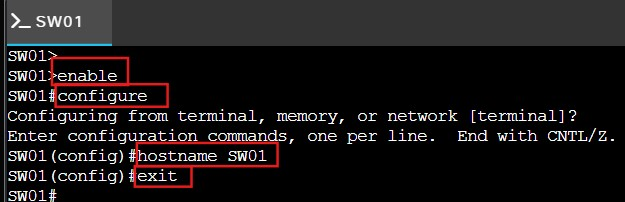 >_ SW01
SW01>
SW01>enable
SW01#configure
Configuring from terminal, memory, or network [terminal]?
Enter configuration commands, one per line.  End with CNTL/Z.
SW01(config)#hostname SW01
SW01(config)#exit
SW01#